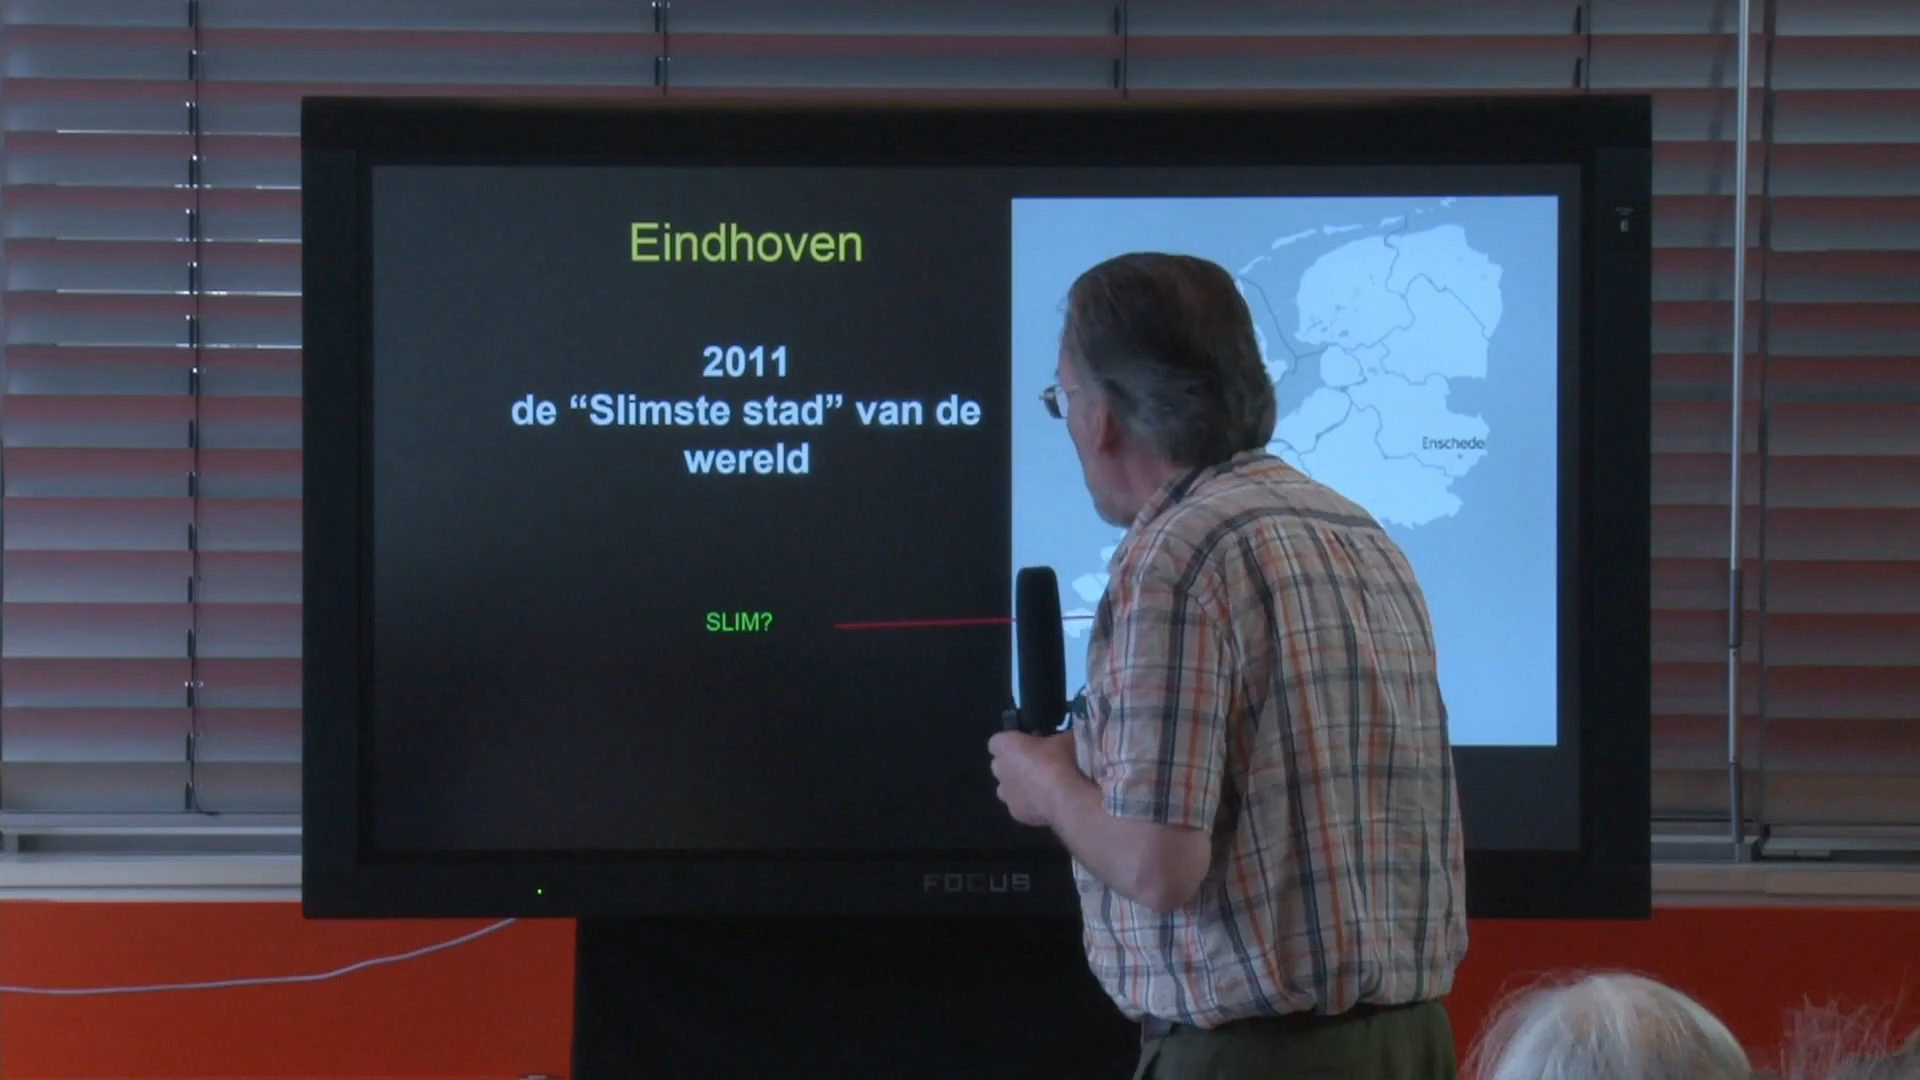 Eindhoven
2011
de “Slimste stad” van de
wereld
SLIM?
Enschede
FOCUS